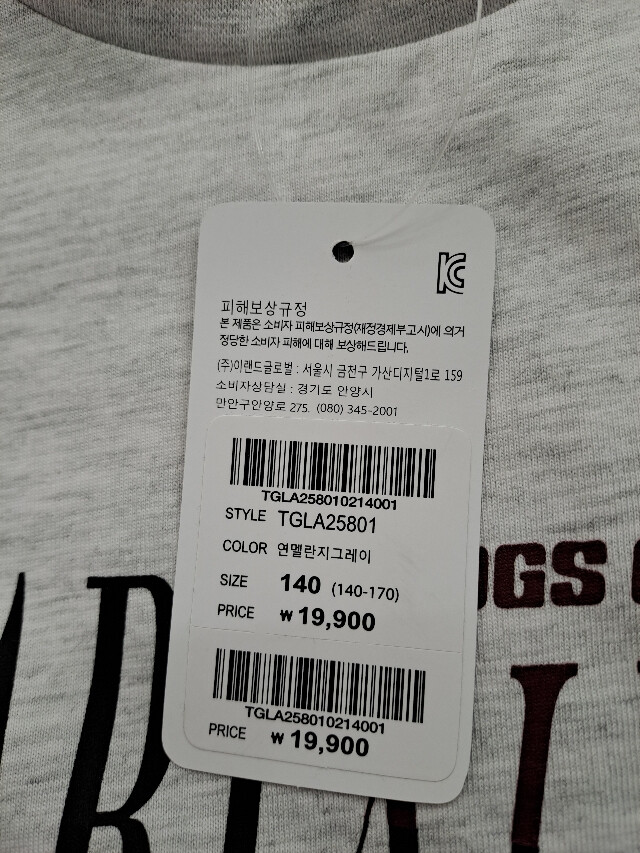 KC
피해보상규정
본 제품은 소비자 피해보상규정(재정경제부고시)에 의거
정당한 소비자 피해에 대해 보상해드립니다.
(주)이랜드글로벌 : 서울시 금천구 가산디지털1로 159
소비자상담실 : 경기도 안양시
만안구안양로 275. (080) 345-2001
TGLA258010214001
STYLE TGLA25801
COLOR 연멜란지그레이
SIZE 140 (140-170)
PRICE ₩ 19,900
TGLA258010214001
PRICE ₩ 19,900